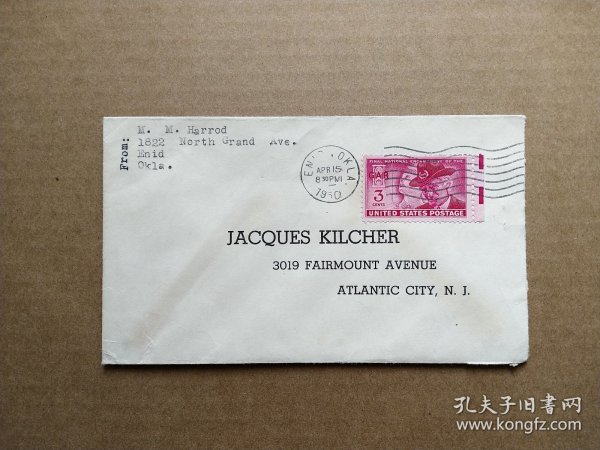 From:
M. M. Harrod
1822 North Grand Ave.
Enid
Okla.
ENID, OKLA.
APR 15
8 30 PM
1950
FINAL NATIONAL ENCAMPMENT OF THE
G·A·R
3
CENTS
UNITED STATES POSTAGE
JACQUES KILCHER
3019 FAIRMOUNT AVENUE
ATLANTIC CITY, N. J.
孔夫子旧书网
www.kongfz.com